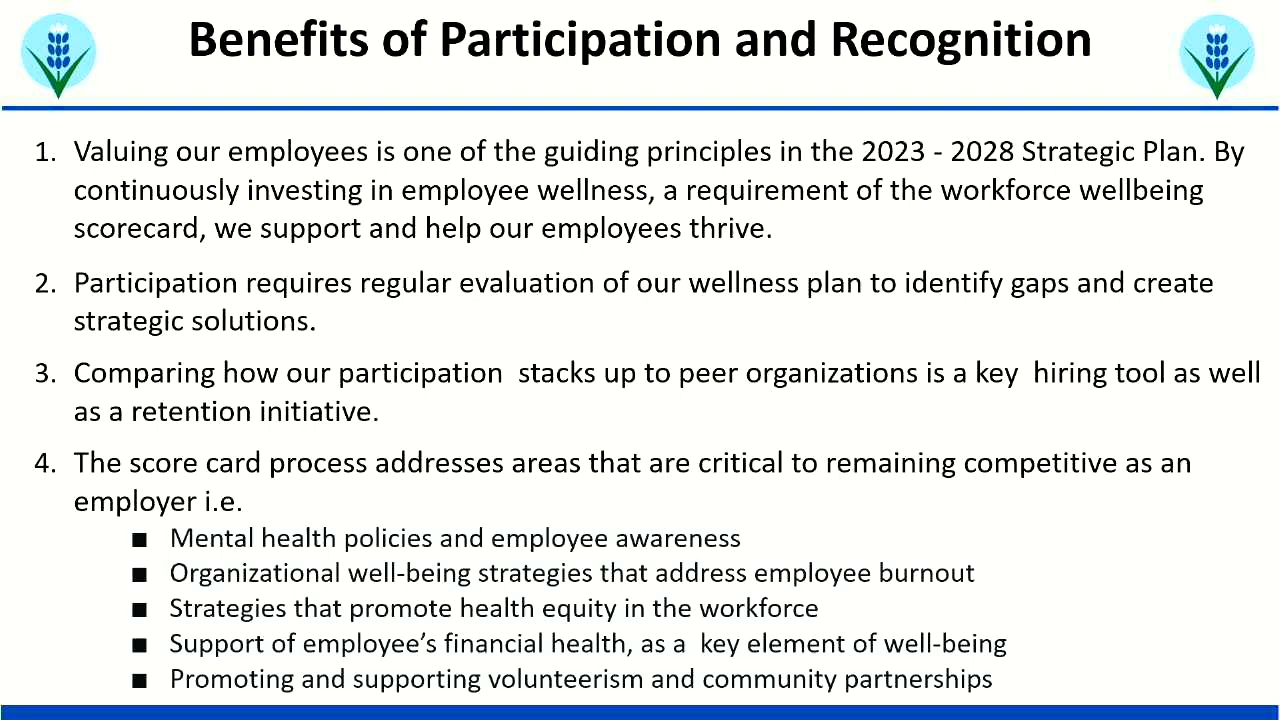 Benefits of Participation and Recognition
1. Valuing our employees is one of the guiding principles in the 2023 - 2028 Strategic Plan. By
continuously investing in employee wellness, a requirement of the workforce wellbeing
scorecard, we support and help our employees thrive.
2. Participation requires regular evaluation of our wellness plan to identify gaps and create
strategic solutions.
3. Comparing how our participation  stacks up to peer organizations is a key  hiring tool as well
as a retention initiative.
4. The score card process addresses areas that are critical to remaining competitive as an
employer i.e.
■ Mental health policies and employee awareness
■ Organizational well-being strategies that address employee burnout
■ Strategies that promote health equity in the workforce
■ Support of employee’s financial health, as a  key element of well-being
■ Promoting and supporting volunteerism and community partnerships